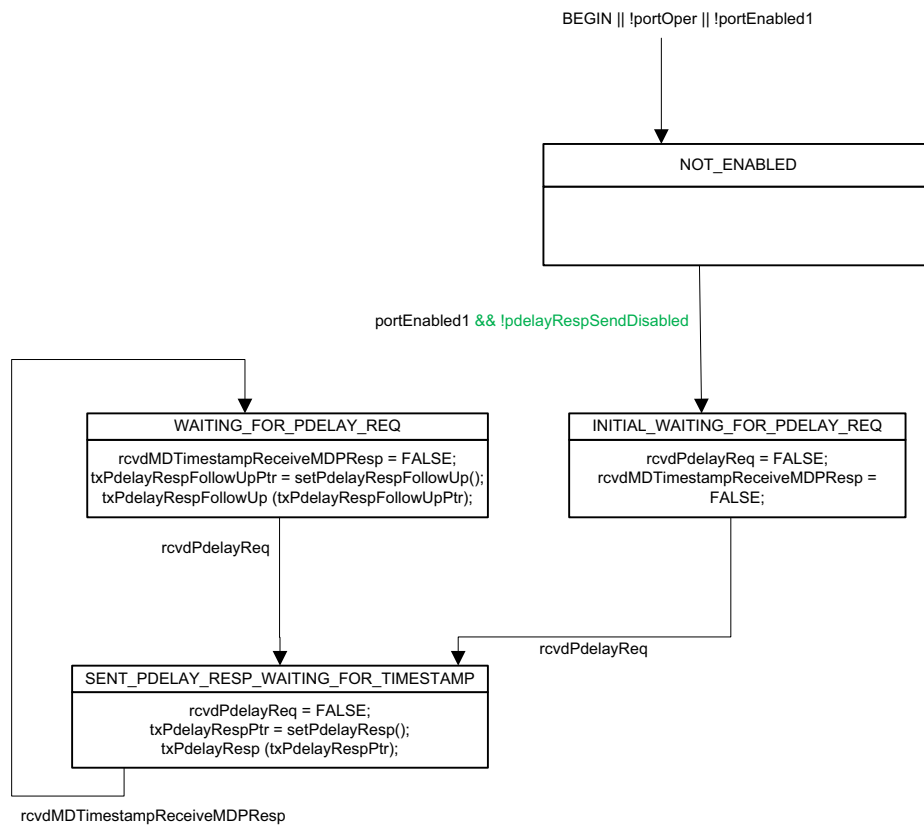 BEGIN || !portOper || !portEnabled1
NOT_ENABLED
portEnabled1 && !pdelayRespSendDisabled
WAITING_FOR_PDELAY_REQ
rcvdMDTimestampReceiveMDPResp = FALSE;
txPdelayRespFollowUpPtr = setPdelayRespFollowUp();
txPdelayRespFollowUp (txPdelayRespFollowUpPtr);
INITIAL_WAITING_FOR_PDELAY_REQ
rcvdPdelayReq = FALSE;
rcvdMDTimestampReceiveMDPResp =
FALSE;
rcvdPdelayReq
rcvdPdelayReq
SENT_PDELAY_RESP_WAITING_FOR_TIMESTAMP
rcvdPdelayReq = FALSE;
txPdelayRespPtr = setPdelayResp();
txPdelayResp (txPdelayRespPtr);
rcvdMDTimestampReceiveMDPResp